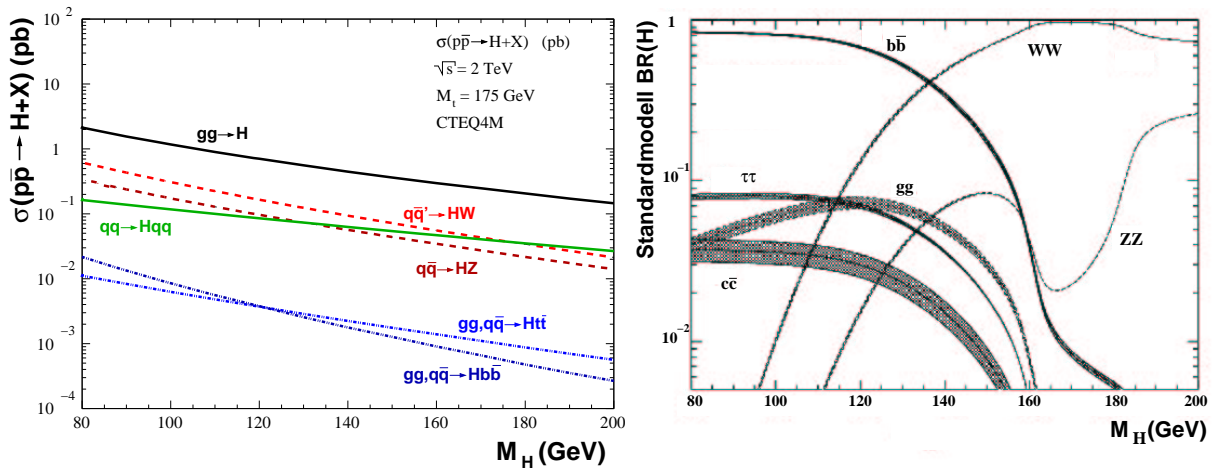 σ(pp̅→H+X) (pb)
10 ²
10
1
10 ⁻¹
10 ⁻²
10 ⁻³
10 ⁻⁴
80 100 120 140 160 180 200
M_H (GeV)
σ(pp̅→H+X) (pb)
√s = 2 TeV
M_t = 175 GeV
CTEQ4M
gg→H
qq̅'→HW
qq→Hqq
qq̅→HZ
gg,qq̅→Htt̅
gg,qq̅→Hbb̅
Standardmodell BR(H)
1
10⁻¹
10⁻²
80 100 120 140 160 180 200
M_H (GeV)
bb̅
WW
ττ
gg
ZZ
cc̅